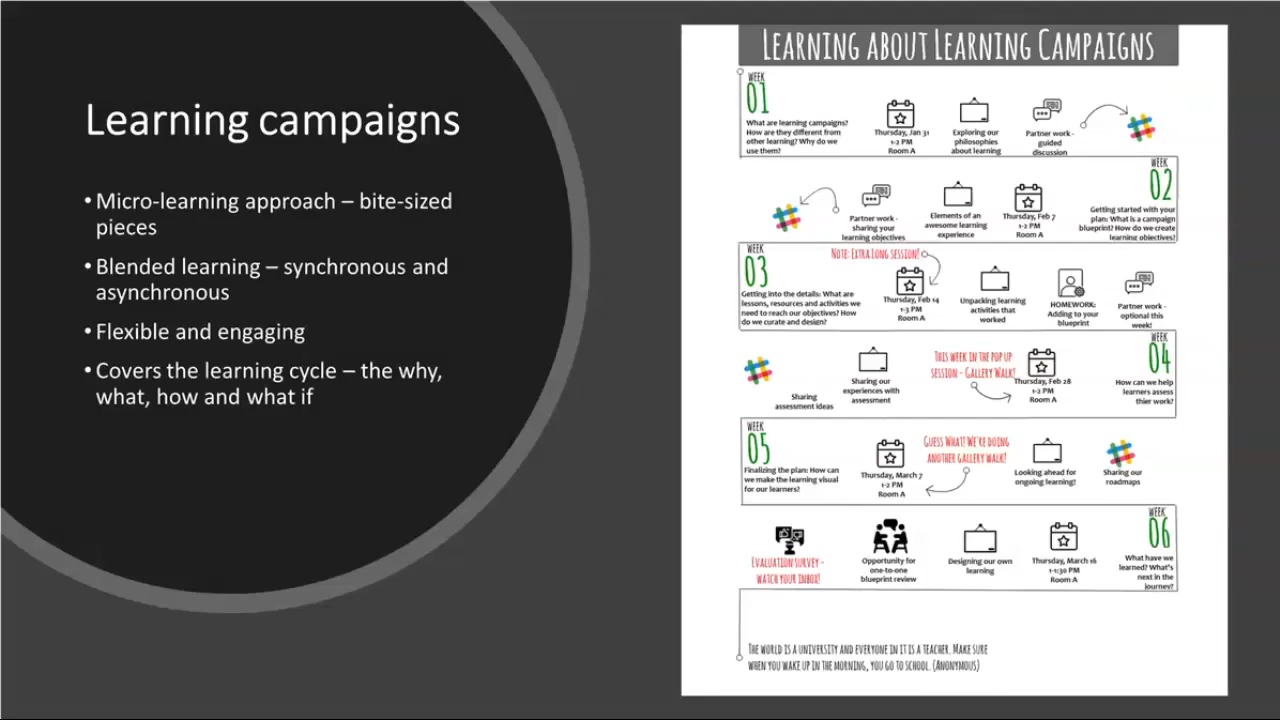 Learning campaigns
• Micro-learning approach – bite-sized
pieces
• Blended learning – synchronous and
asynchronous
• Flexible and engaging
• Covers the learning cycle – the why,
what, how and what if
LEARNING ABOUT LEARNING CAMPAIGNS
WEEK
01
What are learning campaigns?
How are they different from
other learning? Why do we
use them?
Thursday, Jan 31
1-2 PM
Room A
Exploring our
philosophies
about learning
Partner work -
guided
discussion
WEEK
02
Getting started with your
plan: What is a campaign
blueprint? How do we create
learning objectives?
Thursday, Feb 7
1-2 PM
Room A
Elements of an
awesome learning
experience
Partner work -
sharing your
learning objectives
WEEK
03
Getting into the details: What are
lessons, resources and activities we
need to reach our objectives? How
do we curate and design?
NOTE: EXTRA LONG SESSION!
Thursday, Feb 14
1-3 PM
Room A
Unpacking learning
activities that
worked
HOMEWORK:
Adding to your
blueprint
Partner work -
optional this
week!
WEEK
04
How can we help
learners assess
thier work?
Thursday, Feb 28
1-2 PM
Room A
THIS WEEK IN THE POP UP
SESSION - GALLERY WALK!
Sharing our
experiences with
assessment
Sharing
assessment ideas
WEEK
05
Finalizing the plan: How can
we make the learning visual
for our learners?
Thursday, March 7
1-2 PM
Room A
GUESS WHAT! WE'RE DOING
ANOTHER GALLERY WALK!
Looking ahead for
ongoing learning!
Sharing our
roadmaps
WEEK
06
What have we
learned? What's
next in the
journey?
Thursday, March 16
1-1:30 PM
Room A
Designing our own
learning
Opportunity for
one-to-one
blueprint review
EVALUATION SURVEY -
WATCH YOUR INBOX!
THE WORLD IS A UNIVERSITY AND EVERYONE IN IT IS A TEACHER. MAKE SURE
WHEN YOU WAKE UP IN THE MORNING, YOU GO TO SCHOOL. (ANONYMOUS)